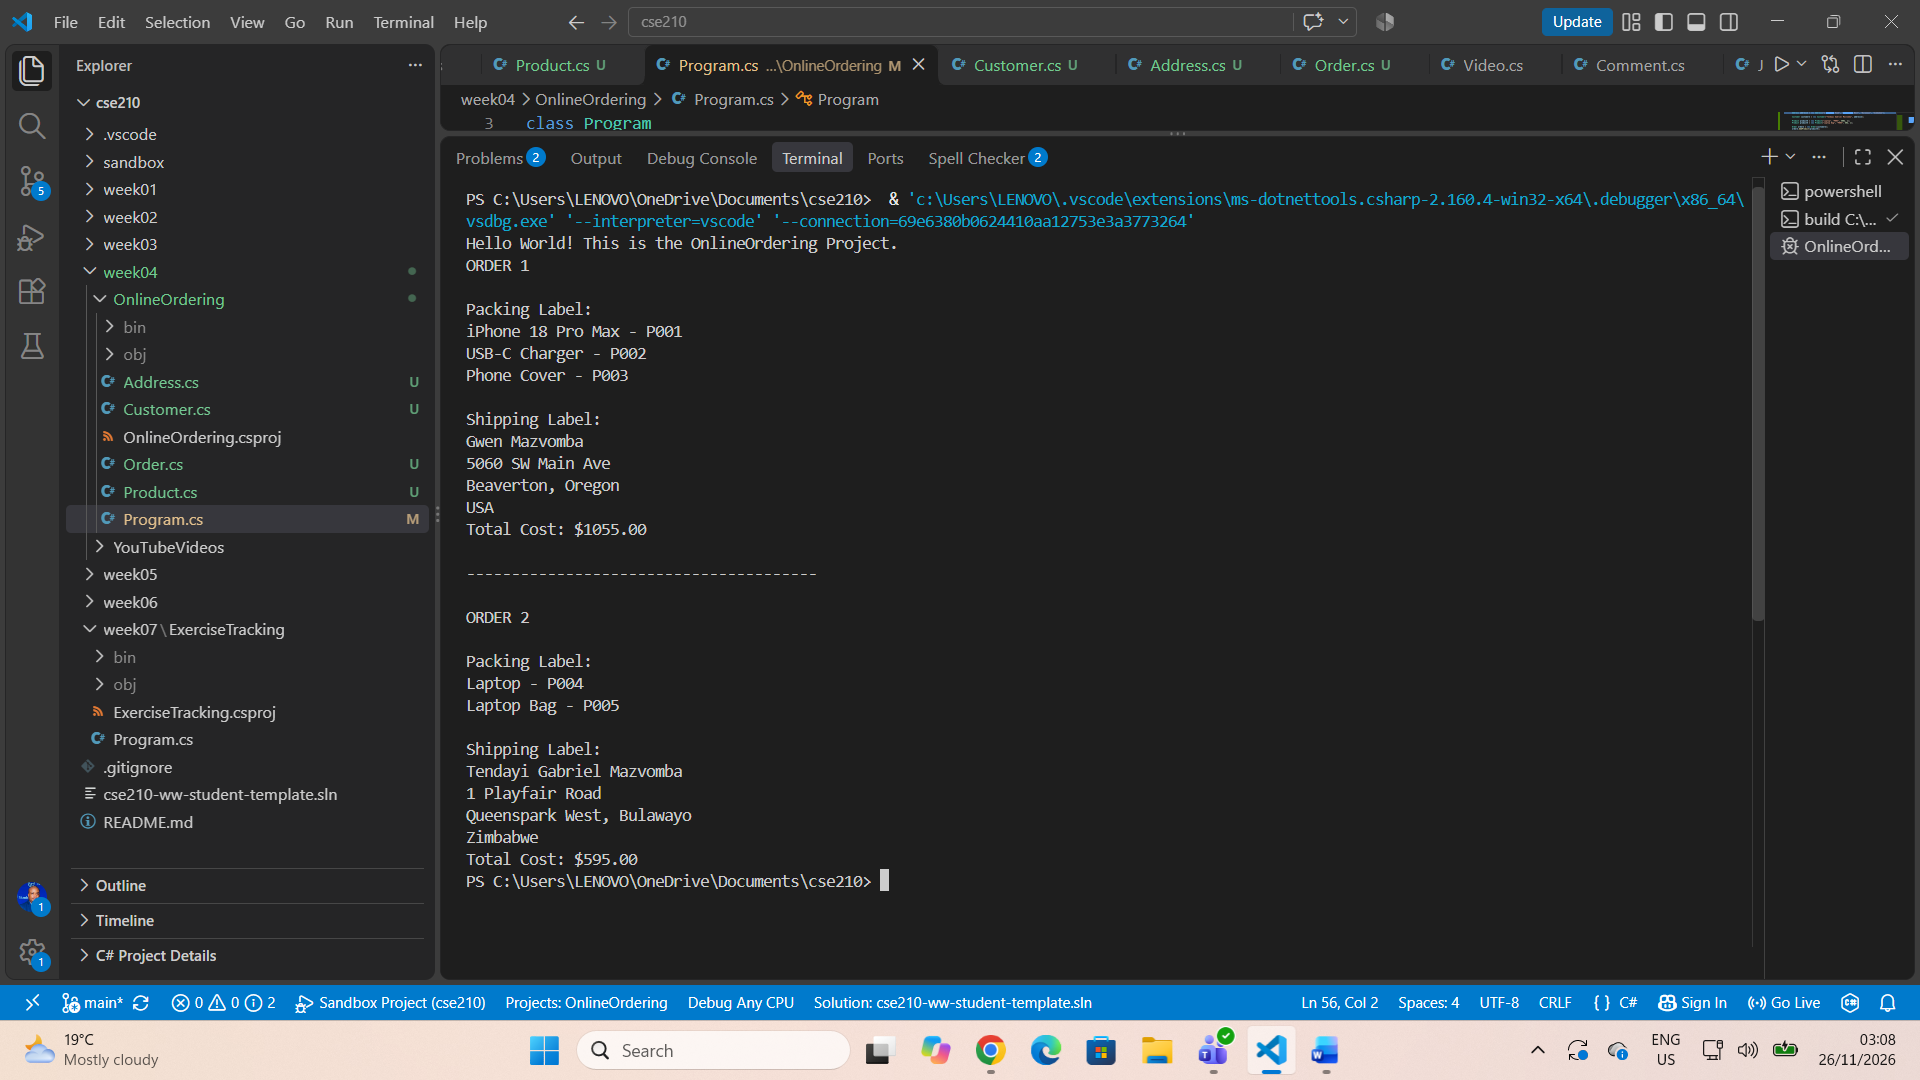 File Edit Selection View Go Run Terminal Help
cse210
Update
Explorer
cse210
.vscode
sandbox
week01
week02
week03
week04
OnlineOrdering
bin
obj
Address.cs U
Customer.cs U
OnlineOrdering.csproj
Order.cs U
Product.cs U
Program.cs M
YouTubeVideos
week05
week06
week07\ExerciseTracking
bin
obj
ExerciseTracking.csproj
Program.cs
.gitignore
cse210-ww-student-template.sln
README.md
Outline
Timeline
C# Project Details
5
1
1
Product.cs U Program.cs ...\OnlineOrdering M Customer.cs U Address.cs U Order.cs U Video.cs Comment.cs J
week04 > OnlineOrdering > Program.cs > Program
3 class Program
Problems 2 Output Debug Console Terminal Ports Spell Checker 2
PS C:\Users\LENOVO\OneDrive\Documents\cse210>  & 'c:\Users\LENOVO\.vscode\extensions\ms-dotnettools.csharp-2.160.4-win32-x64\.debugger\x86_64\
vsdbg.exe' '--interpreter=vscode' '--connection=69e6380b0624410aa12753e3a3773264'
Hello World! This is the OnlineOrdering Project.
ORDER 1
Packing Label:
iPhone 18 Pro Max - P001
USB-C Charger - P002
Phone Cover - P003
Shipping Label:
Gwen Mazvomba
5060 SW Main Ave
Beaverton, Oregon
USA
Total Cost: $1055.00
---------------------------------------
ORDER 2
Packing Label:
Laptop - P004
Laptop Bag - P005
Shipping Label:
Tendayi Gabriel Mazvomba
1 Playfair Road
Queenspark West, Bulawayo
Zimbabwe
Total Cost: $595.00
PS C:\Users\LENOVO\OneDrive\Documents\cse210>
powershell
build C:\...
OnlineOrd...
main* 0 0 2 Sandbox Project (cse210) Projects: OnlineOrdering Debug Any CPU Solution: cse210-ww-student-template.sln Ln 56, Col 2 Spaces: 4 UTF-8 CRLF { } C# Sign In Go Live
19°C
Mostly cloudy
Search
ENG
US
03:08
26/11/2026